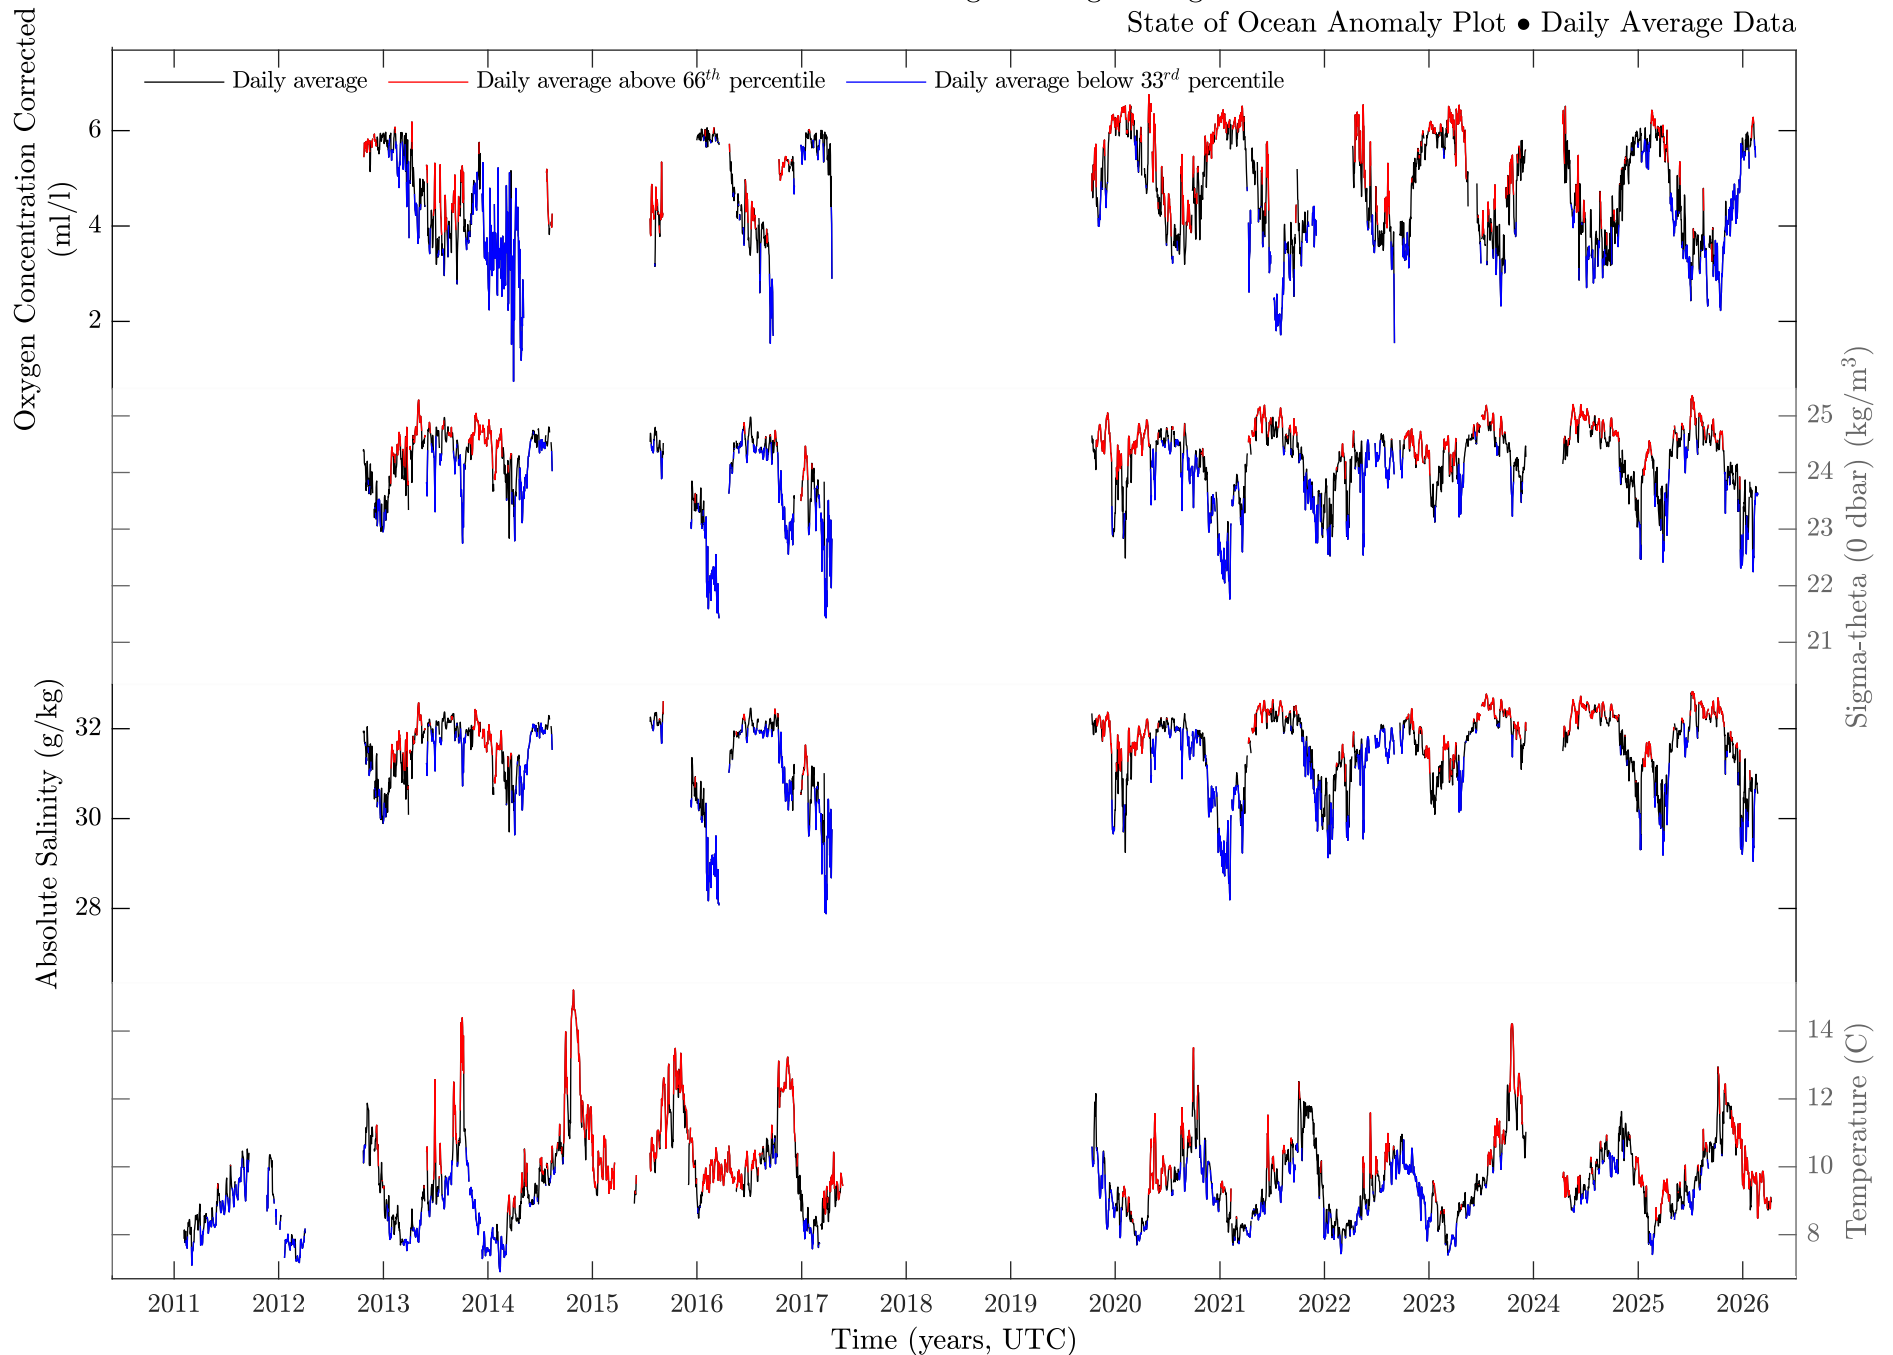 State of Ocean Anomaly Plot • Daily Average Data
Daily average
Daily average above 66th percentile
Daily average below 33rd percentile
Oxygen Concentration Corrected
(ml/l)
6
4
2
Sigma-theta (0 dbar) (kg/m3)
25
24
23
22
21
Absolute Salinity (g/kg)
32
30
28
Temperature (C)
14
12
10
8
2011 2012 2013 2014 2015 2016 2017 2018 2019 2020 2021 2022 2023 2024 2025 2026
Time (years, UTC)